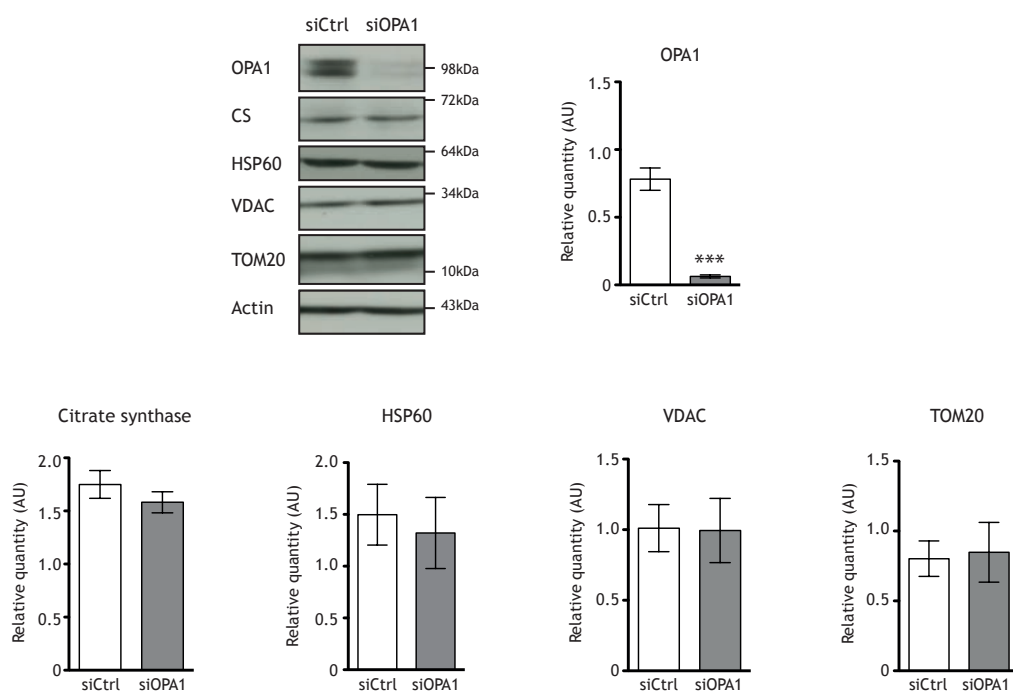 siCtrl siOPA1
OPA1
98kDa
72kDa
CS
64kDa
HSP60
34kDa
VDAC
TOM20
10kDa
Actin
43kDa
OPA1
Relative quantity (AU)
1.5
1.0
0.5
0
***
siCtrl siOPA1
Citrate synthase
Relative quantity (AU)
2.0
1.5
1.0
0.5
0
siCtrl siOPA1
HSP60
Relative quantity (AU)
2.0
1.5
1.0
0.5
0
siCtrl siOPA1
VDAC
Relative quantity (AU)
1.5
1.0
0.5
0
siCtrl siOPA1
TOM20
Relative quantity (AU)
1.5
1.0
0.5
0
siCtrl siOPA1